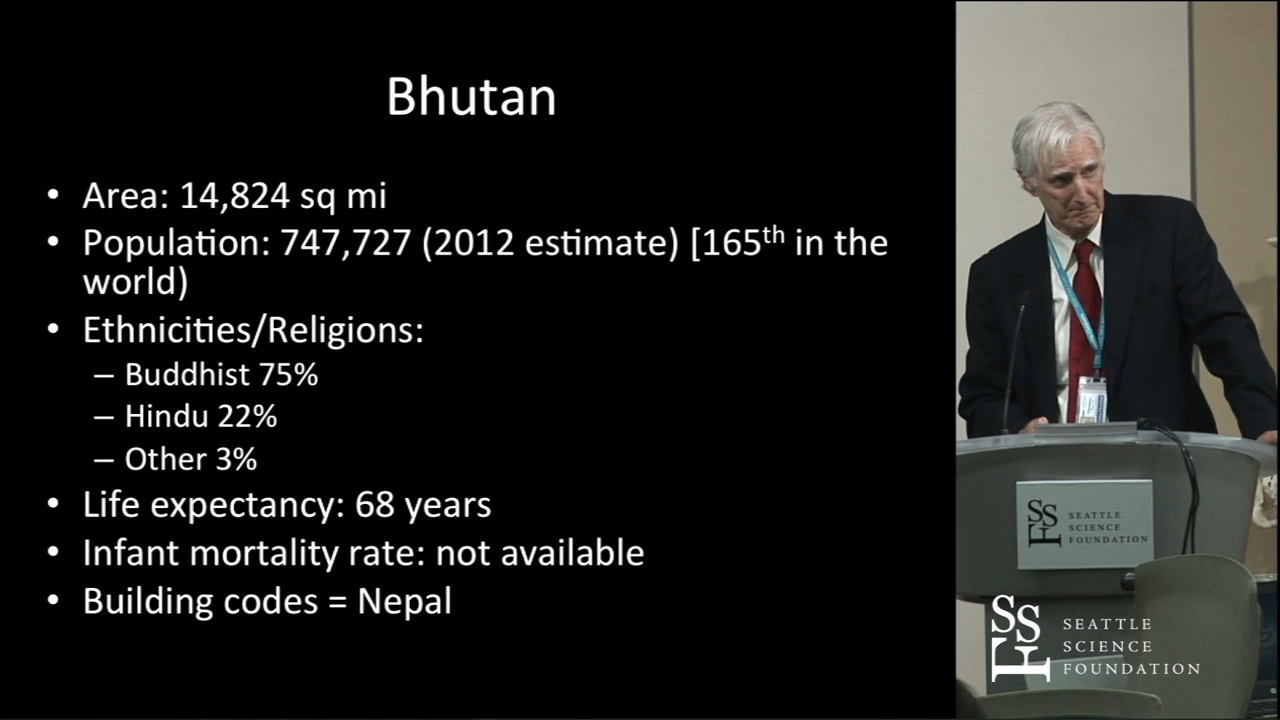 Bhutan
• Area: 14,824 sq mi
• Population: 747,727 (2012 estimate) [165th in the
world)
• Ethnicities/Religions:
– Buddhist 75%
– Hindu 22%
– Other 3%
• Life expectancy: 68 years
• Infant mortality rate: not available
• Building codes = Nepal
SSF
SEATTLE
SCIENCE
FOUNDATION
SSF
SEATTLE
SCIENCE
FOUNDATION